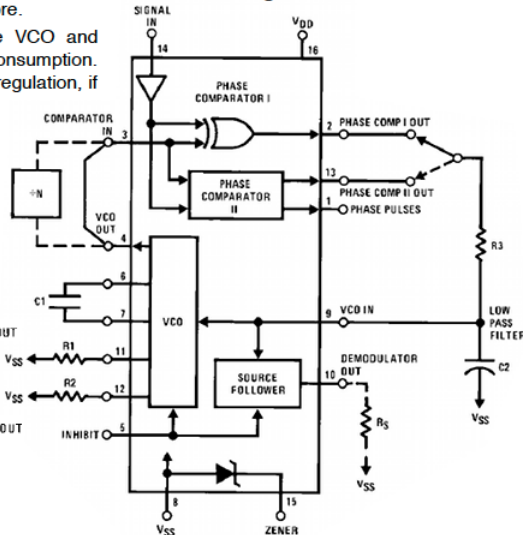 re.
e VCO and
onsumption.
regulation, if
SIGNAL
IN
VDD
14
16
PHASE
COMPARATOR I
COMPARATOR
IN
3
2
PHASE COMP I OUT
÷N
PHASE
COMPARATOR
II
13
PHASE COMP II OUT
1
PHASE PULSES
VCO
OUT
4
R3
6
C1
7
VCO
9
VCO IN
LOW
PASS
FILTER
OUT
VSS
R1
11
VSS
R2
12
SOURCE
FOLLOWER
DEMODULATOR
OUT
10
C2
VSS
RS
OUT
INHIBIT
5
VSS
8
15
VSS
ZENER